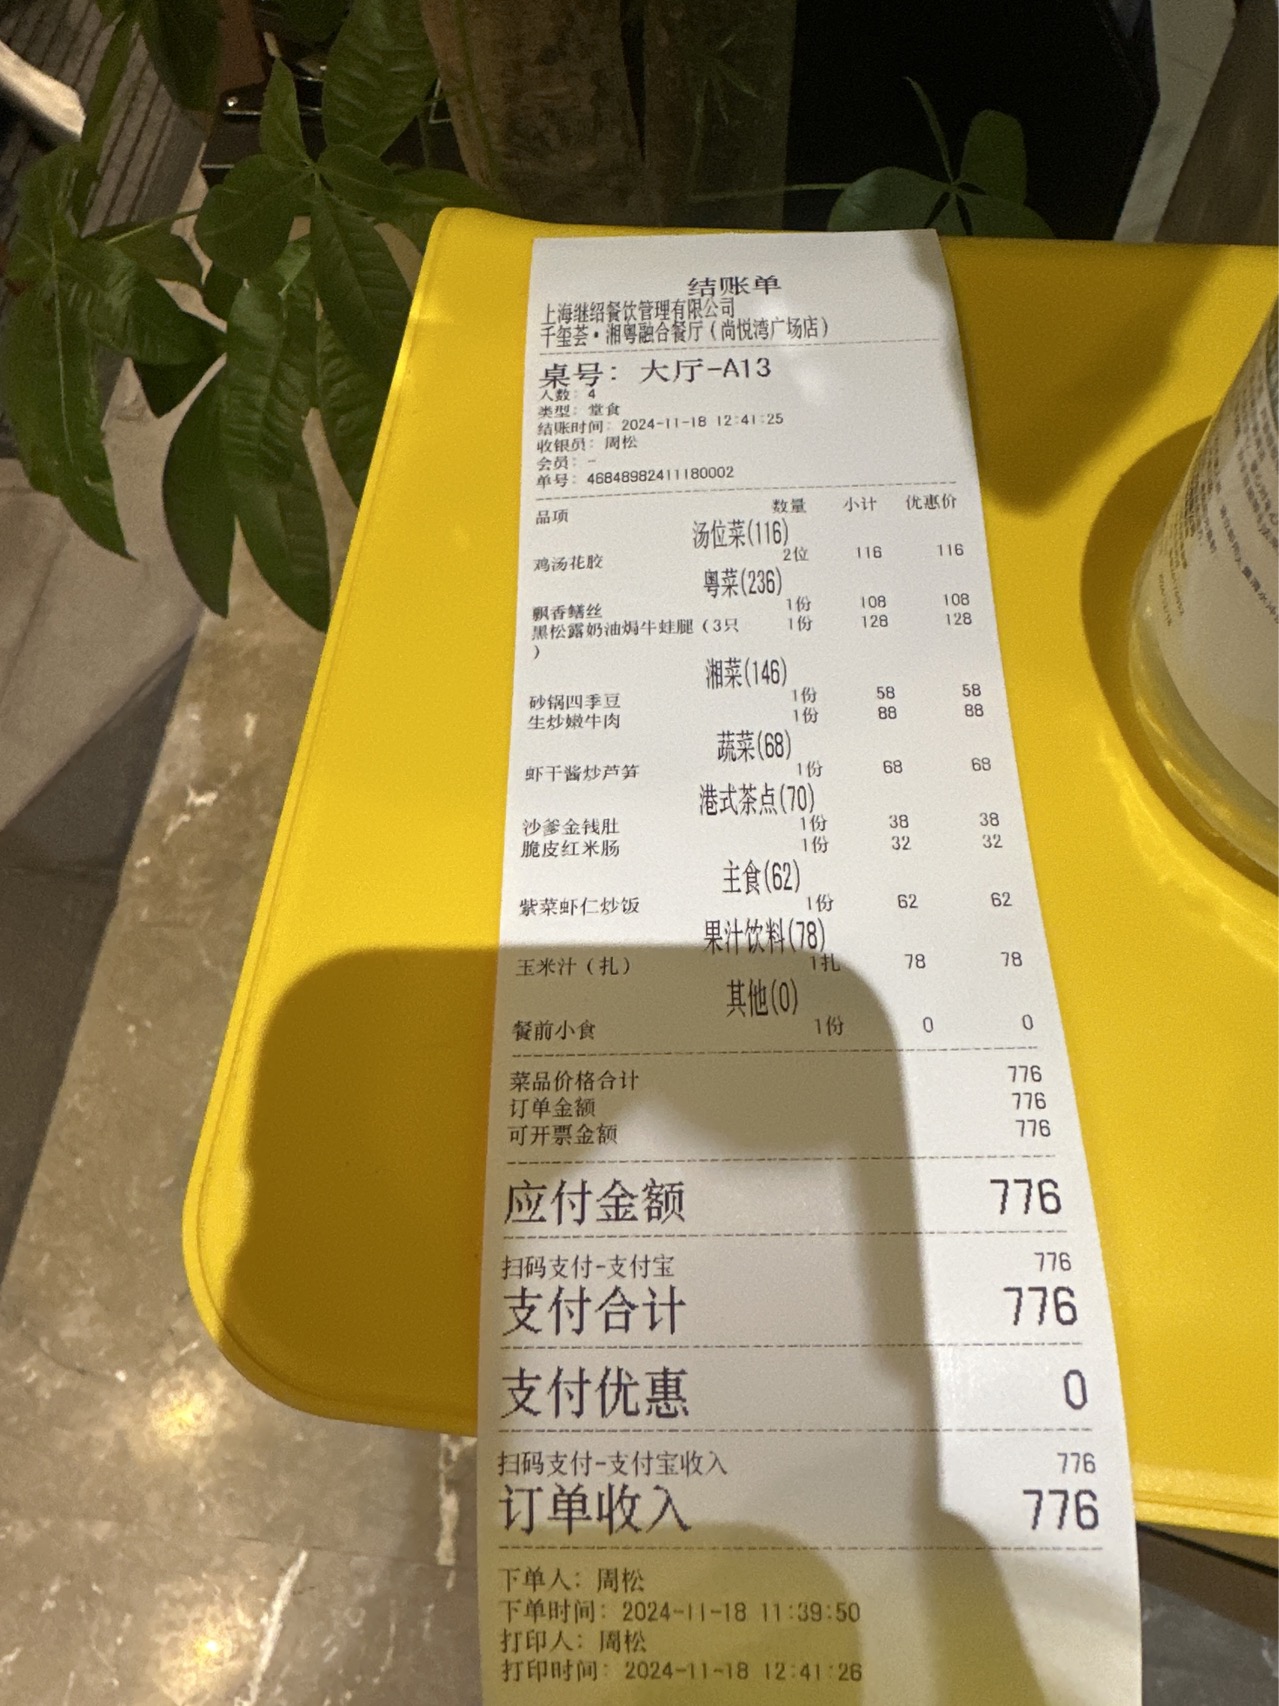 结账单
上海继绍餐饮管理有限公司
千玺荟·湘粤融合餐厅(尚悦湾广场店)
桌号: 大厅-A13
人数: 4
类型: 堂食
结账时间: 2024-11-18 12:41:25
收银员: 周松
会员: -
单号: 46848982411180002
品项 数量 小计 优惠价
汤位菜(116)
鸡汤花胶 2位 116 116
粤菜(236)
飘香鳝丝 1份 108 108
黑松露奶油焗牛蛙腿(3只 1份 128 128
)
湘菜(146)
砂锅四季豆 1份 58 58
生炒嫩牛肉 1份 88 88
蔬菜(68)
虾干酱炒芦笋 1份 68 68
港式茶点(70)
沙爹金钱肚 1份 38 38
脆皮红米肠 1份 32 32
主食(62)
紫菜虾仁炒饭 1份 62 62
果汁饮料(78)
玉米汁(扎) 1扎 78 78
其他(0)
餐前小食 1份 0 0
菜品价格合计 776
订单金额 776
可开票金额 776
应付金额 776
扫码支付-支付宝 776
支付合计 776
支付优惠 0
扫码支付-支付宝收入 776
订单收入 776
下单人: 周松
下单时间: 2024-11-18 11:39:50
打印人: 周松
打印时间: 2024-11-18 12:41:26